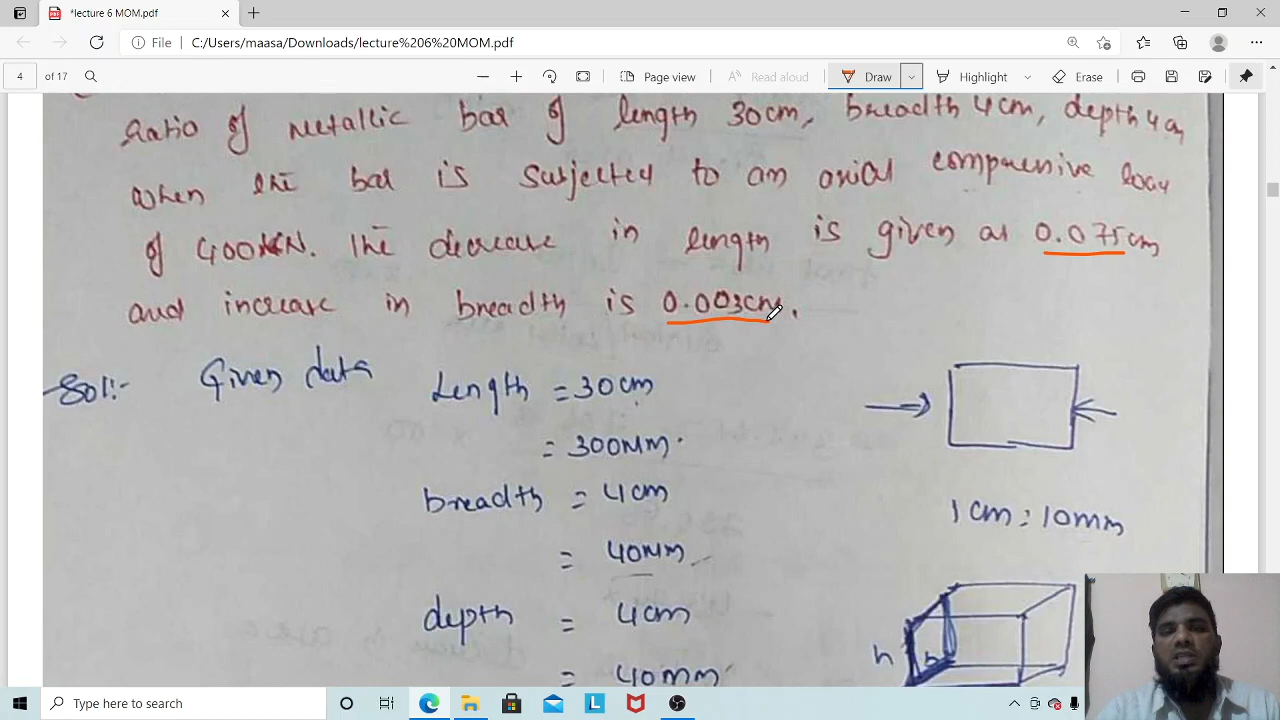 *lecture 6 MOM.pdf
File C:/Users/maasa/Downloads/lecture%206%20MOM.pdf
4 of 17 Page view Read aloud Draw Highlight Erase
Ratio of Metallic bar of length 30cm, breadth 4cm, depth 4cm
when the bar is subjected to an axial compressive load
of 400KN. The decrease in length is given as 0.075cm
and increase in breadth is 0.003cm.
Sol:- Given data Length = 30cm
= 300MM.
breadth = 4cm
1cm = 10mm
= 40MM
depth = 4cm
h b
= 40MM
Type here to search